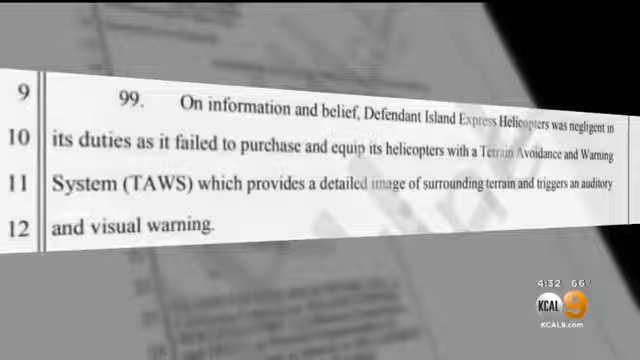 9 99. On information and belief, Defendant Island Express Helicopters was negligent in
10 its duties as it failed to purchase and equip its helicopters with a Terrain Avoidance and Warning
11 System (TAWS) which provides a detailed image of surrounding terrain and triggers an auditory
12 and visual warning.
4:32 66°
KCAL 9
KCAL9.com